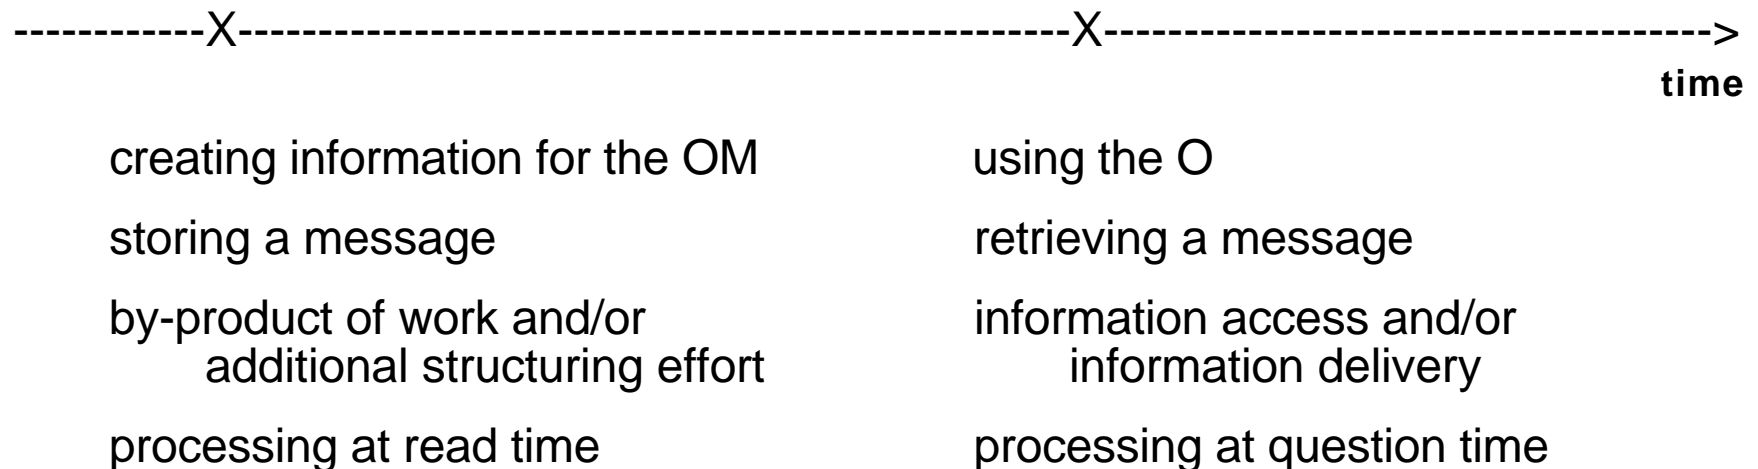 ------------X----------------------------------------------------X-------------------------------------->
time
creating information for the OM
using the O
storing a message
retrieving a message
by-product of work and/or
additional structuring effort
information access and/or
information delivery
processing at read time
processing at question time